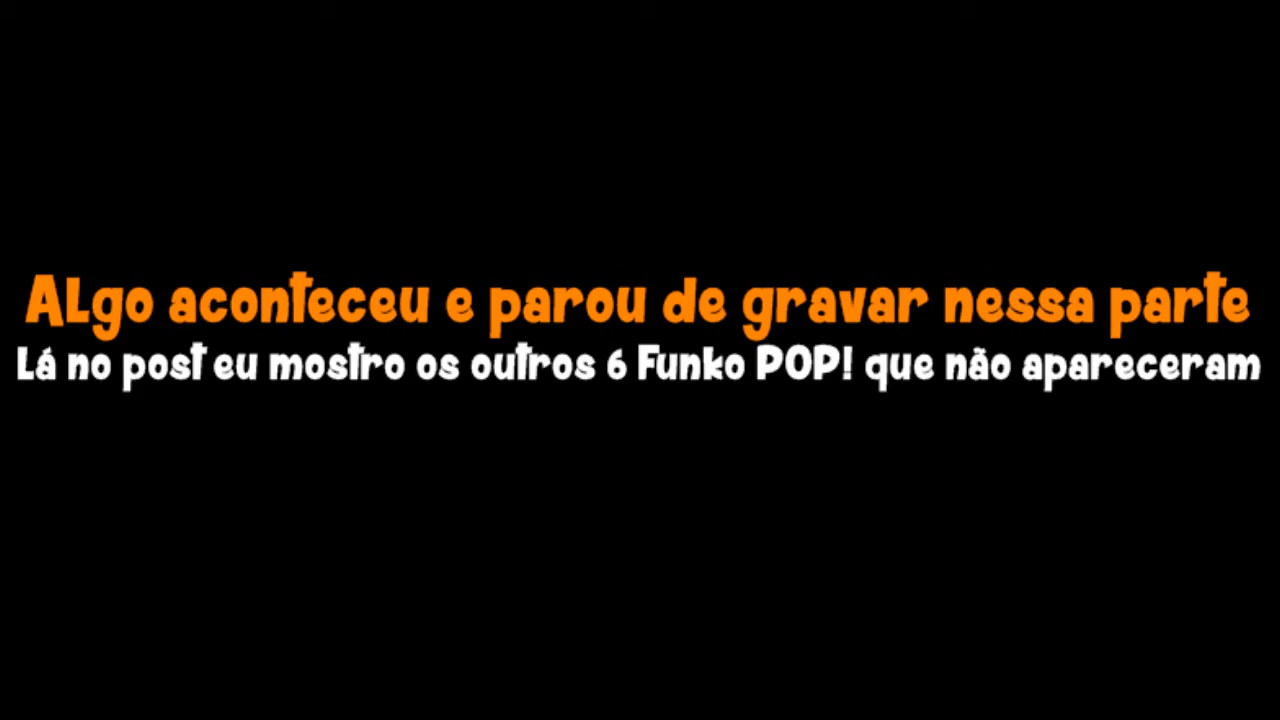 ALgo aconteceu e parou de gravar nessa parte
Lá no post eu mostro os outros 6 Funko POP! que não apareceram